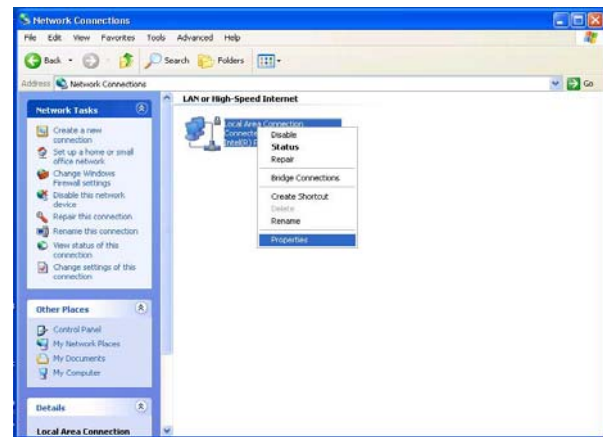 Network Connections
File Edit View Favorites Tools Advanced Help
Back Search Folders
Address Network Connections Go
Network Tasks
Create a new
connection
Set up a home or small
office network
Change Windows
Firewall settings
Disable this network
device
Repair this connection
Rename this connection
View status of this
connection
Change settings of this
connection
Other Places
Control Panel
My Network Places
My Documents
My Computer
Details
Local Area Connection
LAN or High-Speed Internet
Local Area Connection
Connecte
Intel(R) P
Disable
Status
Repair
Bridge Connections
Create Shortcut
Delete
Rename
Properties